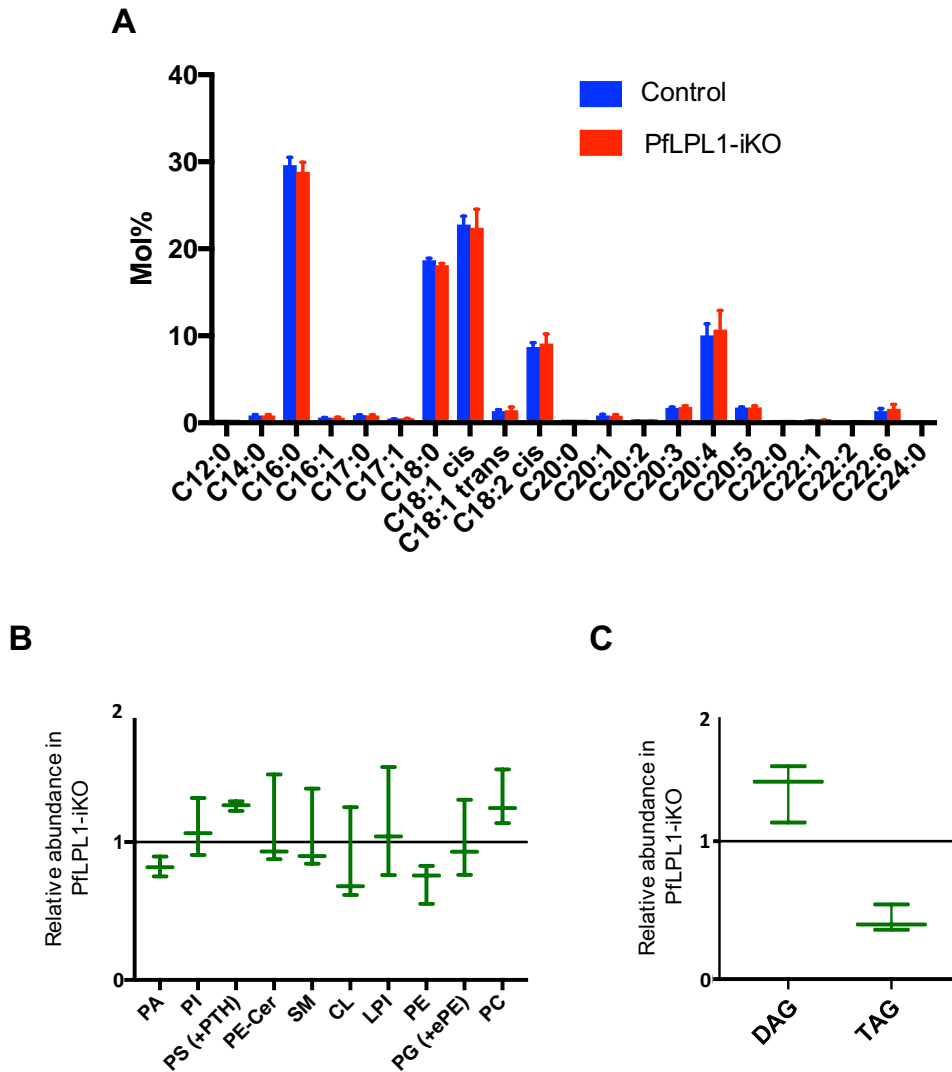 A
40
30
20
10
0
Mol%
Control
PfLPL1-iKO
C12:0
C14:0
C16:0
C16:1
C17:0
C17:1
C18:0
C18:1 cis
C18:1 trans
C18:2 cis
C20:0
C20:1
C20:2
C20:3
C20:4
C20:5
C22:0
C22:1
C22:2
C22:6
C24:0
B
Relative abundance in
PfLPL1-iKO
2
1
0
PA
PI
PS (+PTH)
PE-Cer
SM
CL
LPI
PE
PG (+ePE)
PC
C
Relative abundance in
PfLPL1-iKO
2
1
0
DAG
TAG